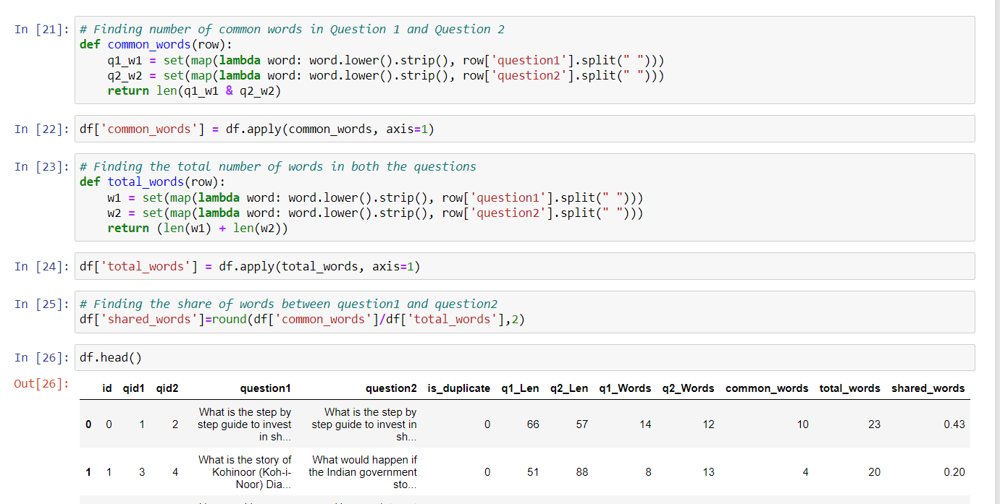 In [21]: # Finding number of common words in Question 1 and Question 2
def common_words(row):
    q1_w1 = set(map(lambda word: word.lower().strip(), row['question1'].split(" ")))
    q2_w2 = set(map(lambda word: word.lower().strip(), row['question2'].split(" ")))
    return len(q1_w1 & q2_w2)
In [22]: df['common_words'] = df.apply(common_words, axis=1)
In [23]: # Finding the total number of words in both the questions
def total_words(row):
    w1 = set(map(lambda word: word.lower().strip(), row['question1'].split(" ")))
    w2 = set(map(lambda word: word.lower().strip(), row['question2'].split(" ")))
    return (len(w1) + len(w2))
In [24]: df['total_words'] = df.apply(total_words, axis=1)
In [25]: # Finding the share of words between question1 and question2
df['shared_words']=round(df['common_words']/df['total_words'],2)
In [26]: df.head()
Out[26]:
id qid1 qid2 question1 question2 is_duplicate q1_Len q2_Len q1_Words q2_Words common_words total_words shared_words
What is the step by What is the step by
0 0 1 2 step guide to invest step guide to invest in 0 66 57 14 12 10 23 0.43
in sh... sh...
What is the story of What would happen if
1 1 3 4 Kohinoor (Koh-i- the Indian government 0 51 88 8 13 4 20 0.20
Noor) Dia... sto...